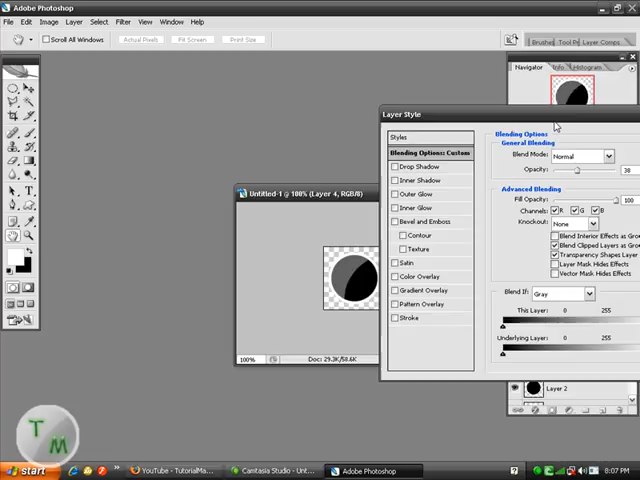 Adobe Photoshop
File Edit Image Layer Select Filter View Window Help
Scroll All Windows Actual Pixels Fit Screen Print Size
Brushes Tool Pr Layer Comps
Navigator Info Histogram
Layer Style
Styles
Blending Options: Custom
Drop Shadow
Inner Shadow
Outer Glow
Inner Glow
Bevel and Emboss
Contour
Texture
Satin
Color Overlay
Gradient Overlay
Pattern Overlay
Stroke
Blending Options
General Blending
Blend Mode: Normal
Opacity: 38
Advanced Blending
Fill Opacity: 100
Channels: R G B
Knockout: None
Blend Interior Effects as Gro
Blend Clipped Layers as Gro
Transparency Shapes Layer
Layer Mask Hides Effects
Vector Mask Hides Effects
Blend If: Gray
This Layer: 0 255
Underlying Layer: 0 255
Untitled-1 @ 100% (Layer 4, RGB/8)
100% Doc: 29.3K/58.6K
Layer 2
T M
start
YouTube - TutorialMa...
Camtasia Studio - Unt...
Adobe Photoshop
8:07 PM